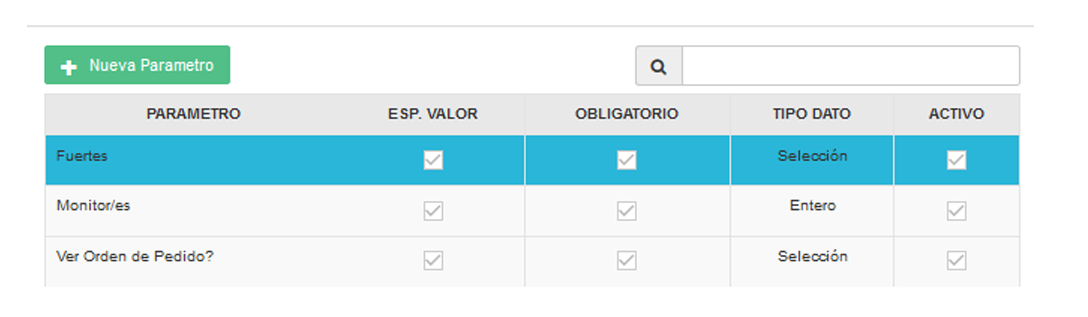 Nueva Parametro
PARAMETRO ESP. VALOR OBLIGATORIO TIPO DATO ACTIVO
Fuertes Selección
Monitor/es Entero
Ver Orden de Pedido? Selección